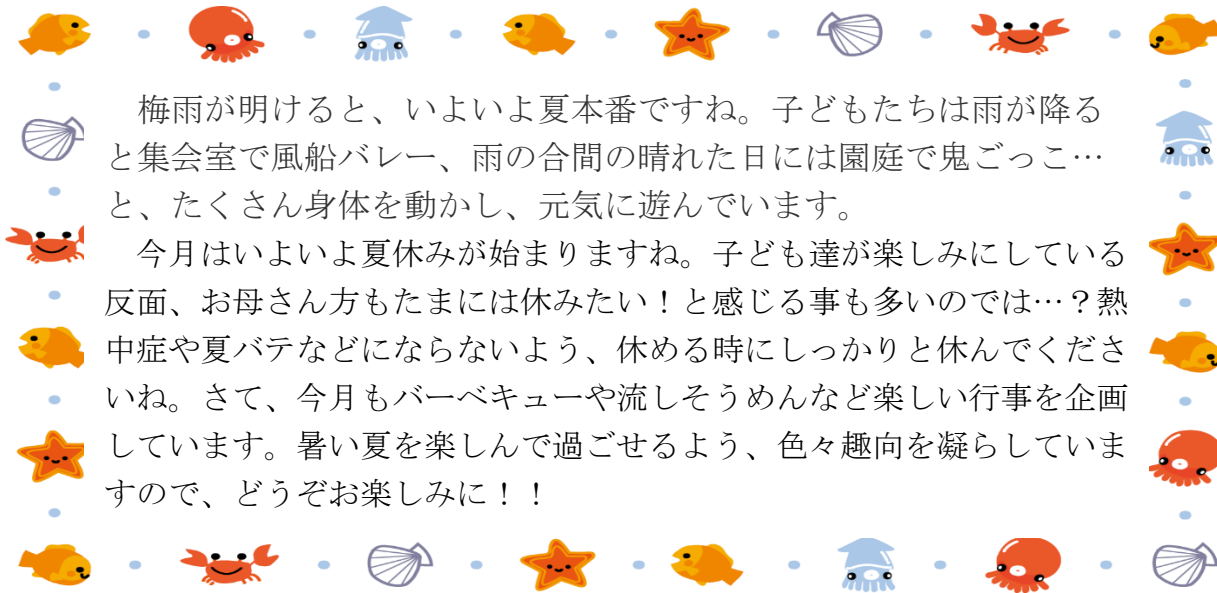 梅雨が明けると、いよいよ夏本番ですね。子どもたちは雨が降る
と集会室で風船バレー、雨の合間の晴れた日には園庭で鬼ごっこ…
と、たくさん身体を動かし、元気に遊んでいます。
今月はいよいよ夏休みが始まりますね。子ども達が楽しみにしている
反面、お母さん方もたまには休みたい！と感じる事も多いのでは…？熱
中症や夏バテなどにならないよう、休める時にしっかりと休んでくださ
いね。さて、今月もバーベキューや流しそうめんなど楽しい行事を企画
しています。暑い夏を楽しんで過ごせるよう、色々趣向を凝らしていま
すので、どうぞお楽しみに！！